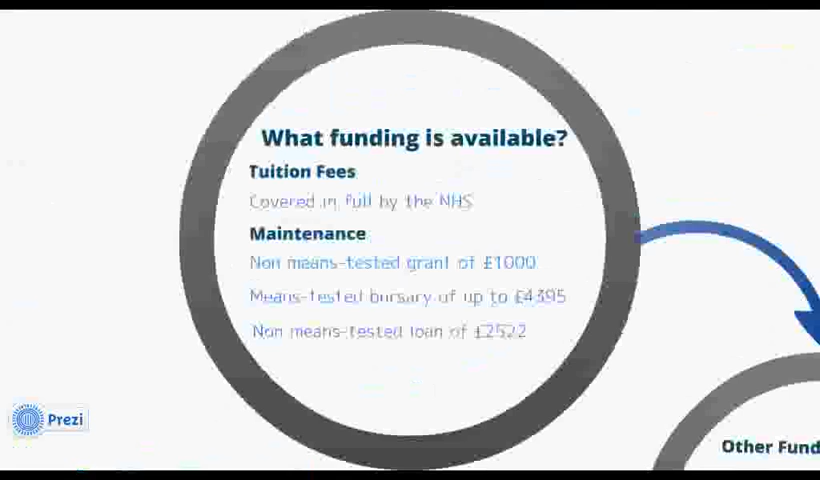 What funding is available?
Tuition Fees
Covered in full by the NHS
Maintenance
Non means-tested grant of £1000
Means-tested bursary of up to £4395
Non means-tested loan of £2522
Prezi
Other Fund